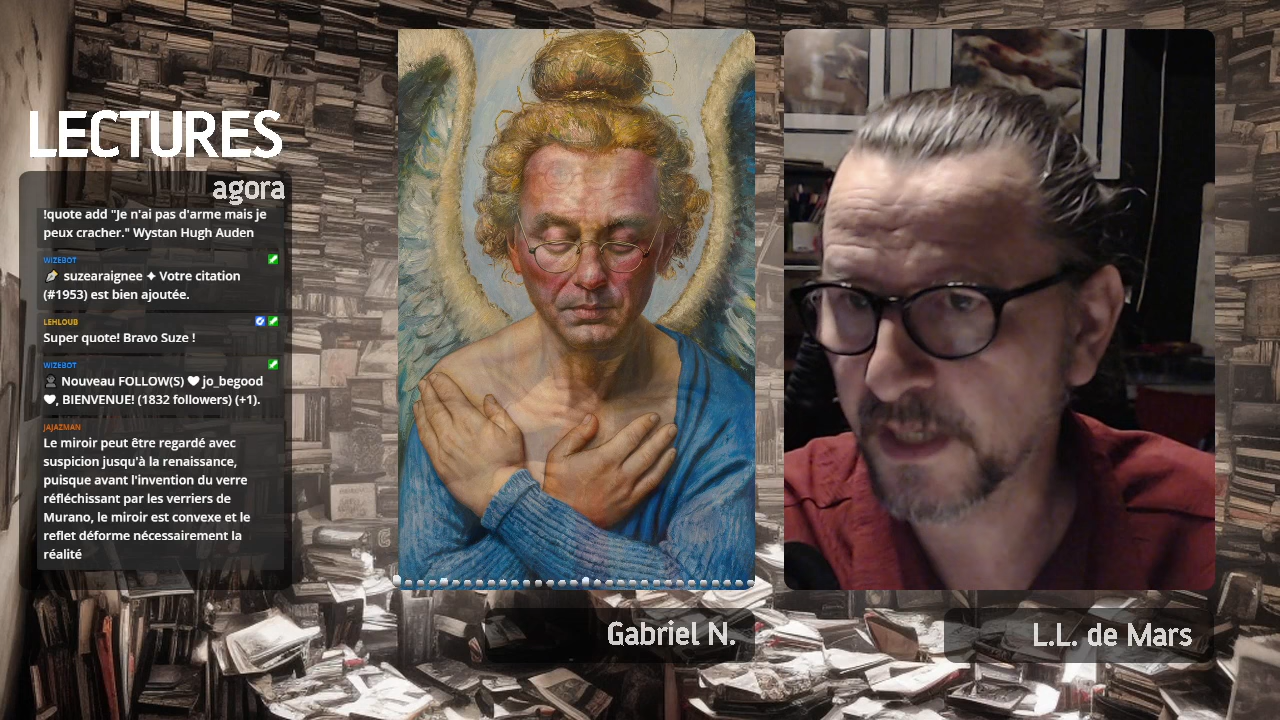 LECTURES
agora
!quote add "Je n'ai pas d'arme mais je
peux cracher." Wystan Hugh Auden
WIZEBOT
suzearaignee ✦ Votre citation
(#1953) est bien ajoutée.
LEHLOUB
Super quote! Bravo Suze !
WIZEBOT
Nouveau FOLLOW(S) ♥ jo_begood
♥, BIENVENUE! (1832 followers) (+1).
JAJAZMAN
Le miroir peut être regardé avec
suspicion jusqu'à la renaissance,
puisque avant l'invention du verre
réfléchissant par les verriers de
Murano, le miroir est convexe et le
reflet déforme nécessairement la
réalité
Gabriel N.
L.L. de Mars